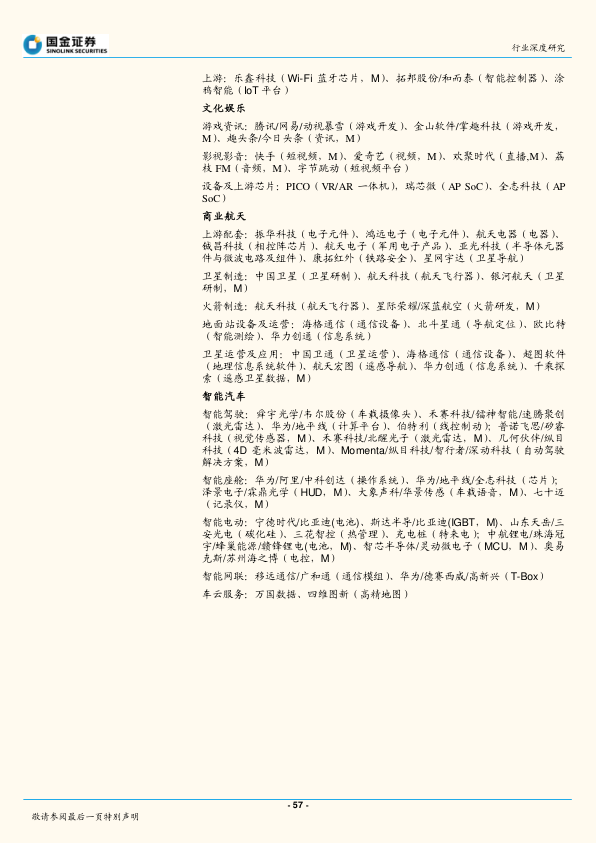 国金证券
SINOLINK SECURITIES
行业深度研究
上游：乐鑫科技（Wi-Fi 蓝牙芯片，M）、拓邦股份/和而泰（智能控制器）、涂
鸦智能（IoT 平台）
文化娱乐
游戏资讯：腾讯/网易/动视暴雪（游戏开发）、金山软件/掌趣科技（游戏开发，
M）、趣头条/今日头条（资讯，M）
影视影音：快手（短视频，M）、爱奇艺（视频，M）、欢聚时代（直播,M）、荔
枝 FM（音频，M）、字节跳动（短视频平台）
设备及上游芯片：PICO（VR/AR 一体机），瑞芯微（AP SoC）、全志科技（AP
SoC）
商业航天
上游配套：振华科技（电子元件）、鸿远电子（电子元件）、航天电器（电器）、
铖昌科技（相控阵芯片）、航天电子（军用电子产品）、亚光科技（半导体元器
件与微波电路及组件）、康拓红外（铁路安全）、星网宇达（卫星导航）
卫星制造：中国卫星（卫星研制）、航天科技（航天飞行器）、银河航天（卫星
研制，M）
火箭制造：航天科技（航天飞行器）、星际荣耀/深蓝航空（火箭研发，M）
地面站设备及运营：海格通信（通信设备）、北斗星通（导航定位）、欧比特
（智能测绘）、华力创通（信息系统）
卫星运营及应用：中国卫通（卫星运营）、海格通信（通信设备）、超图软件
（地理信息系统软件）、航天宏图（遥感导航）、华力创通（信息系统）、千乘探
索（遥感卫星数据，M）
智能汽车
智能驾驶：舜宇光学/韦尔股份（车载摄像头）、禾赛科技/镭神智能/速腾聚创
（激光雷达）、华为/地平线（计算平台）、伯特利（线控制动）；普诺飞思/矽睿
科技（视觉传感器，M）、禾赛科技/北醒光子（激光雷达，M）、几何伙伴/纵目
科技（4D 毫米波雷达，M）、Momenta/纵目科技/智行者/深动科技（自动驾驶
解决方案，M）
智能座舱：华为/阿里/中科创达（操作系统）、华为/地平线/全志科技（芯片）；
泽景电子/霖鼎光学（HUD，M）、大象声科/华景传感（车载语音，M）、七十迈
（记录仪，M）
智能电动：宁德时代/比亚迪(电池)、斯达半导/比亚迪(IGBT，M)、山东天岳/三
安光电（碳化硅）、三花智控（热管理）、充电桩（特来电）；中航锂电/珠海冠
宇/蜂巢能源/赣锋锂电(电池，M)、智芯半导体/灵动微电子（MCU，M）、奥易
克斯/苏州海之博（电控，M）
智能网联：移远通信/广和通（通信模组）、华为/德赛西威/高新兴（T-Box）
车云服务：万国数据、四维图新（高精地图）
- 57 -
敬请参阅最后一页特别声明